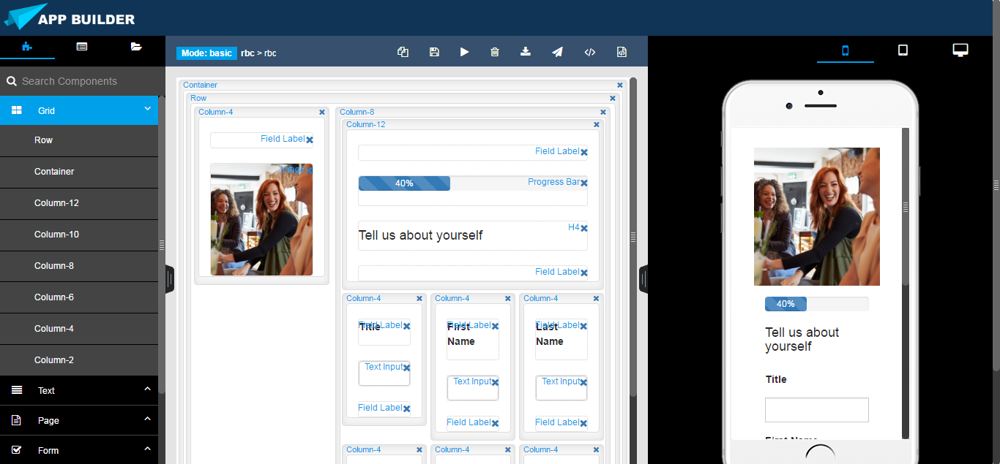 APP BUILDER
Mode: basic rbc > rbc
Search Components
Grid
Row
Container
Column-12
Column-10
Column-8
Column-6
Column-4
Column-2
Text
Page
Form
Container
Row
Column-4
Field Label
Image
Column-8
Column-12
Field Label
40%
Progress Bar
H4
Tell us about yourself
Field Label
Column-4
Field Label
Title
Text Input
Field Label
Column-4
Field Label
First
Name
Text Input
Field Label
Column-4
Field Label
Last
Name
Text Input
Field Label
Column-4
Column-4
Column-4
40%
Tell us about
yourself
Title
First Name